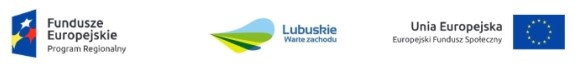 Fundusze
Europejskie
Program Regionalny
Lubuskie
Warte zachodu
Unia Europejska
Europejski Fundusz Społeczny